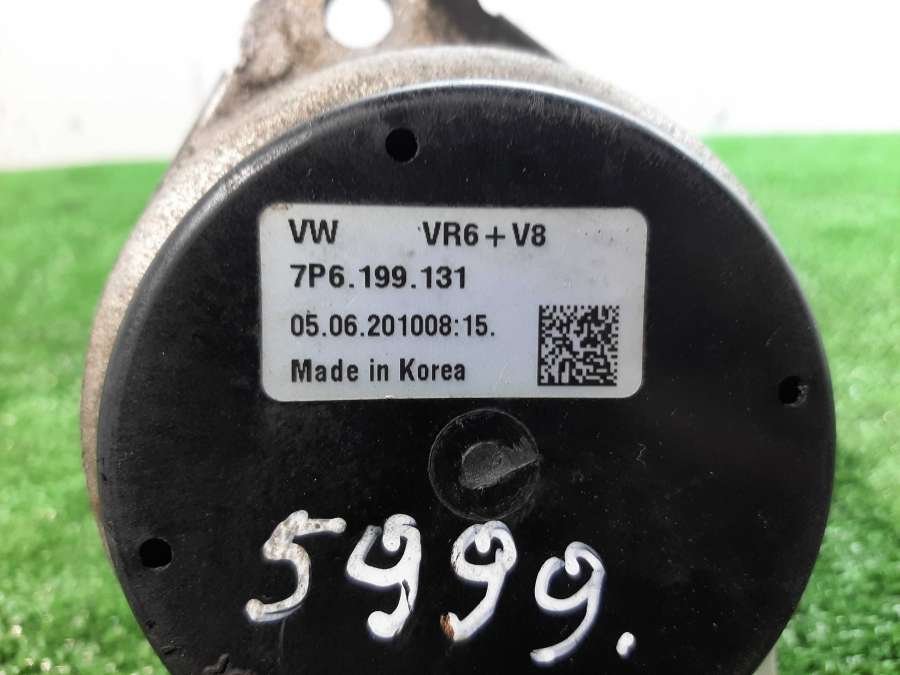 VW VR6+V8
7P6.199.131
05.06.201008:15.
Made in Korea
5999.